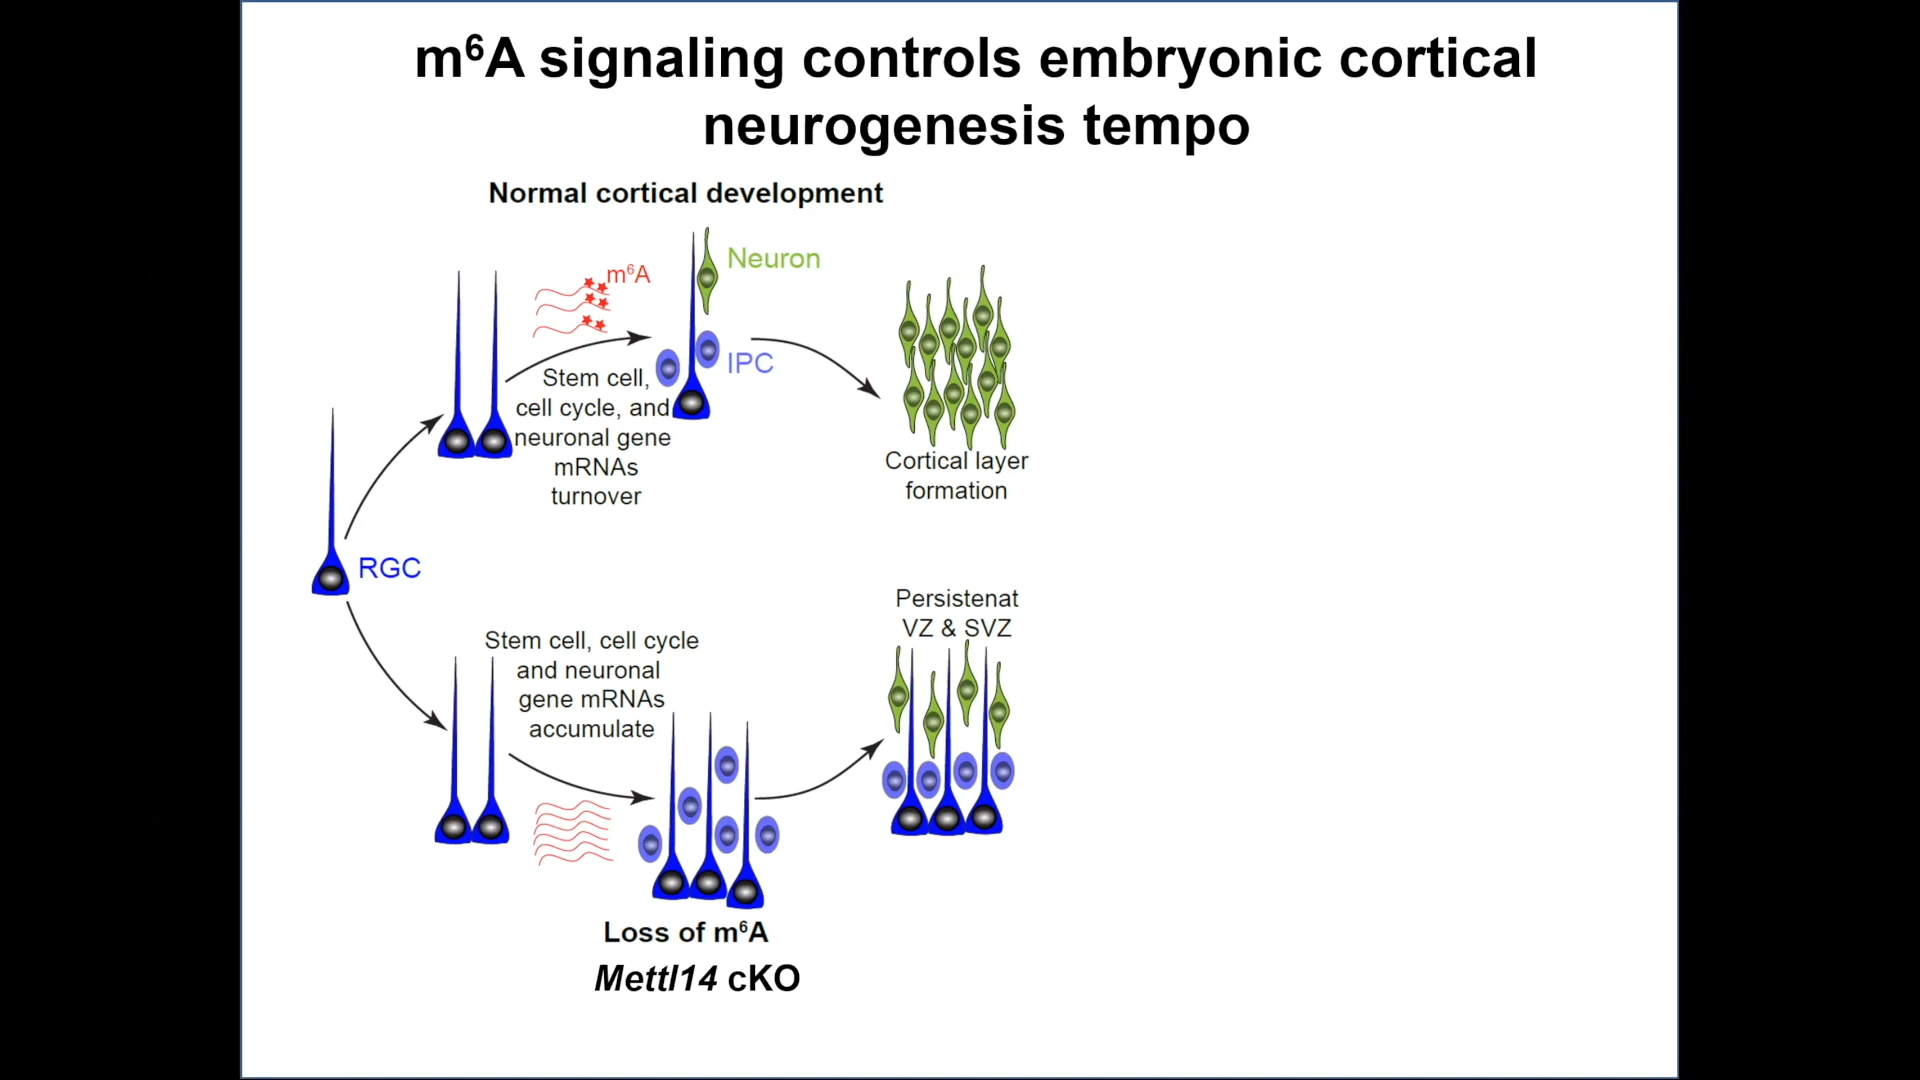 m⁶A signaling controls embryonic cortical
neurogenesis tempo
Normal cortical development
Neuron
m⁶A
IPC
Stem cell,
cell cycle, and
neuronal gene
mRNAs
turnover
Cortical layer
formation
RGC
Persistenat
VZ & SVZ
Stem cell, cell cycle
and neuronal
gene mRNAs
accumulate
Loss of m⁶A
Mettl14 cKO